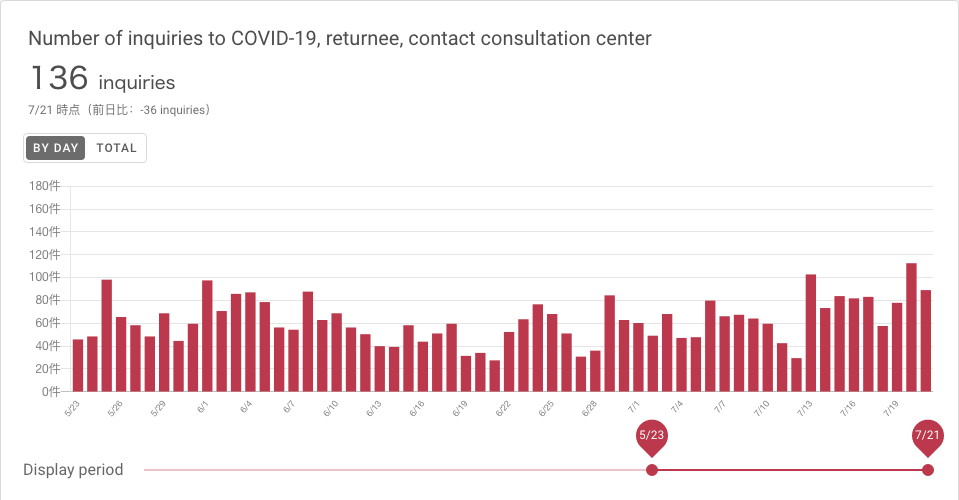 Number of inquiries to COVID-19, returnee, contact consultation center
136 inquiries
7/21 時点（前日比：-36 inquiries）
BY DAY TOTAL
180件
160件
140件
120件
100件
80件
60件
40件
20件
0件
5/23 5/26 5/29 6/1 6/4 6/7 6/10 6/13 6/16 6/19 6/22 6/25 6/28 7/1 7/4 7/7 7/10 7/13 7/16 7/19
5/23 7/21
Display period